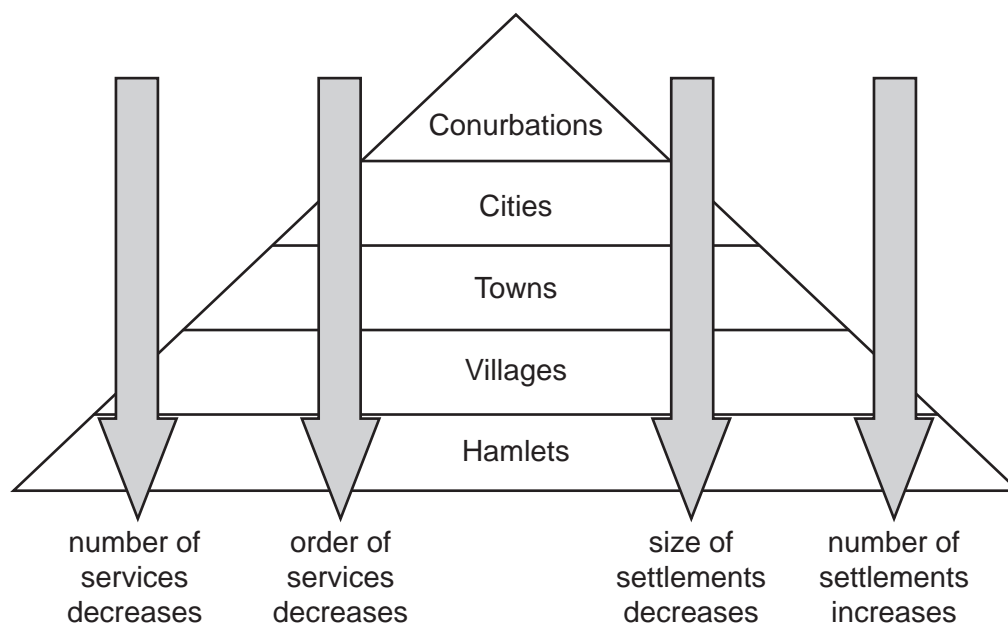 Conurbations
Cities
Towns
Villages
Hamlets
number of
services
decreases
order of
services
decreases
size of
settlements
decreases
number of
settlements
increases